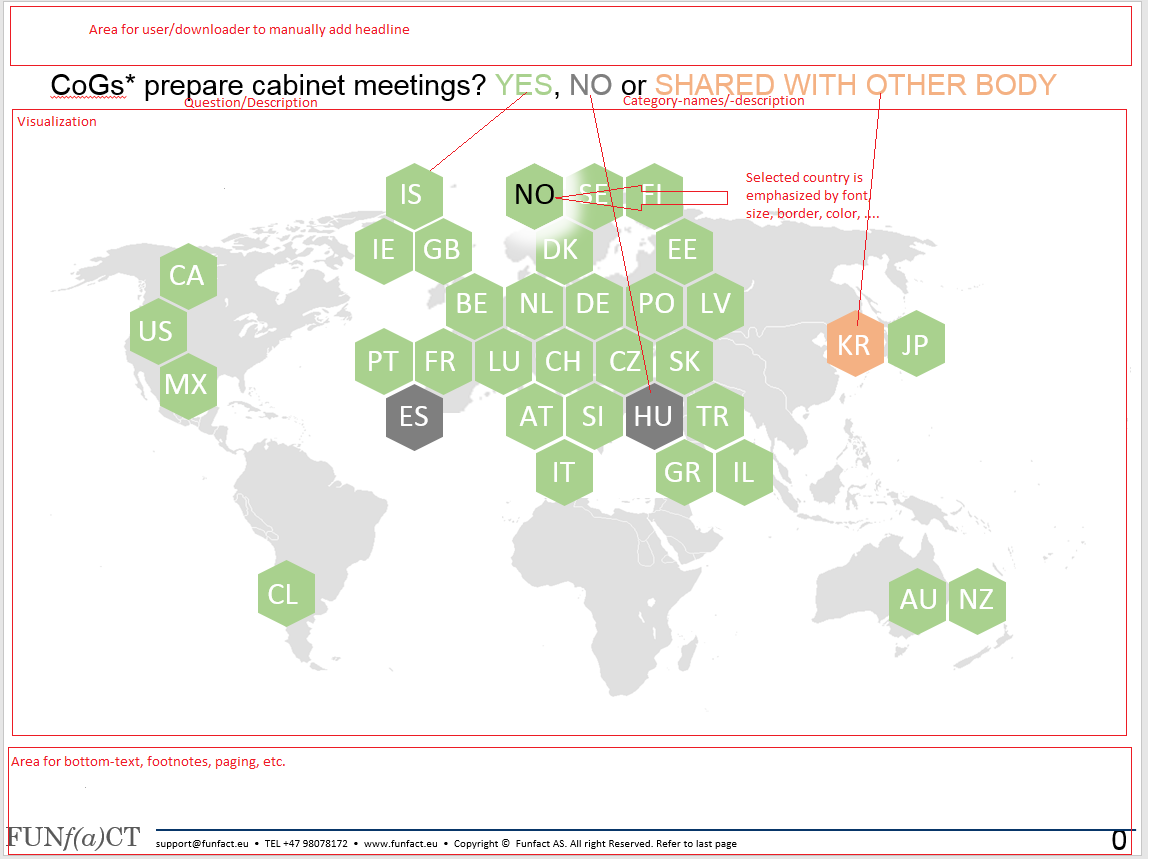 Area for user/downloader to manually add headline
CoGs* prepare cabinet meetings? YES, NO or SHARED WITH OTHER BODY
Question/Description
Category-names/-description
Visualization
Selected country is
emphasized by font
size, border, color, ....
IS
NO
SE
FI
IE
GB
DK
EE
CA
BE
NL
DE
PO
LV
US
KR
JP
PT
FR
LU
CH
CZ
SK
MX
ES
AT
SI
HU
TR
IT
GR
IL
CL
AU
NZ
Area for bottom-text, footnotes, paging, etc.
FUNf(a)CT
support@funfact.eu • TEL +47 98078172 • www.funfact.eu • Copyright © Funfact AS. All right Reserved. Refer to last page
0